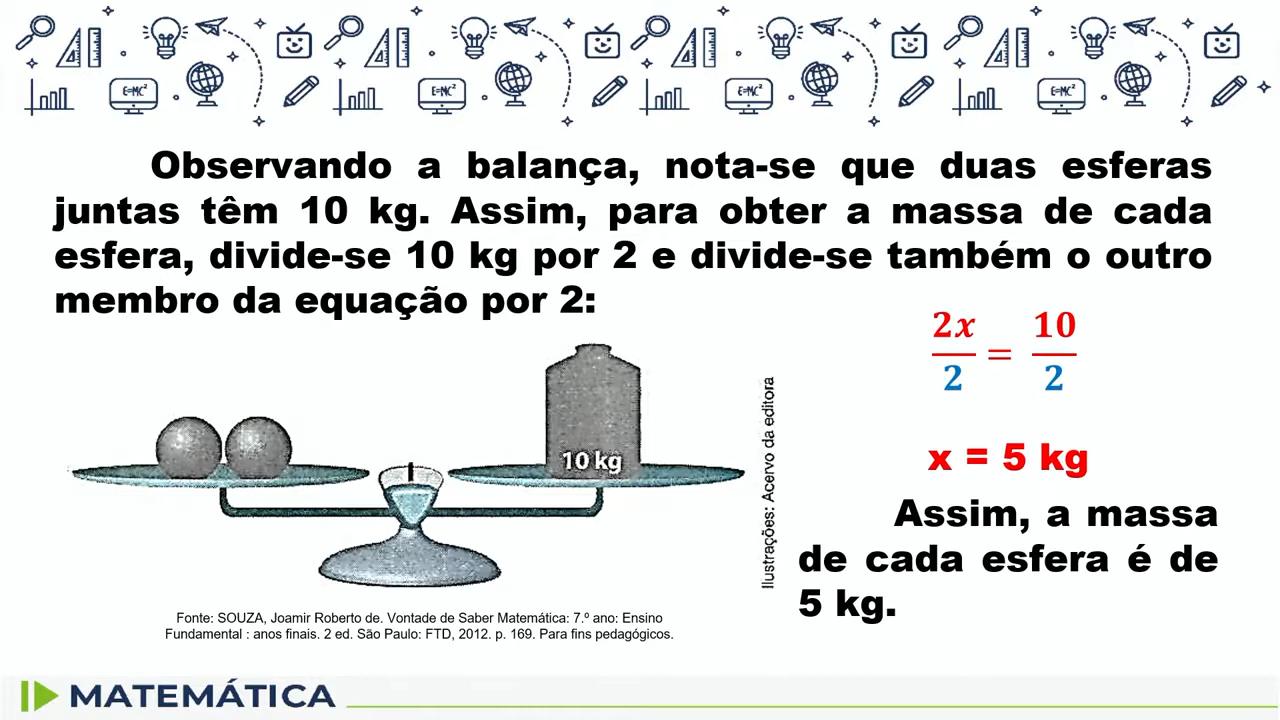 E=MC²
E=MC²
E=MC²
E=MC²
Observando a balança, nota-se que duas esferas
juntas têm 10 kg. Assim, para obter a massa de cada
esfera, divide-se 10 kg por 2 e divide-se também o outro
membro da equação por 2:
2x/2 = 10/2
10 kg
Ilustrações: Acervo da editora
x = 5 kg
Assim, a massa
de cada esfera é de
5 kg.
Fonte: SOUZA, Joamir Roberto de. Vontade de Saber Matemática: 7.º ano: Ensino
Fundamental : anos finais. 2 ed. São Paulo: FTD, 2012. p. 169. Para fins pedagógicos.
MATEMÁTICA